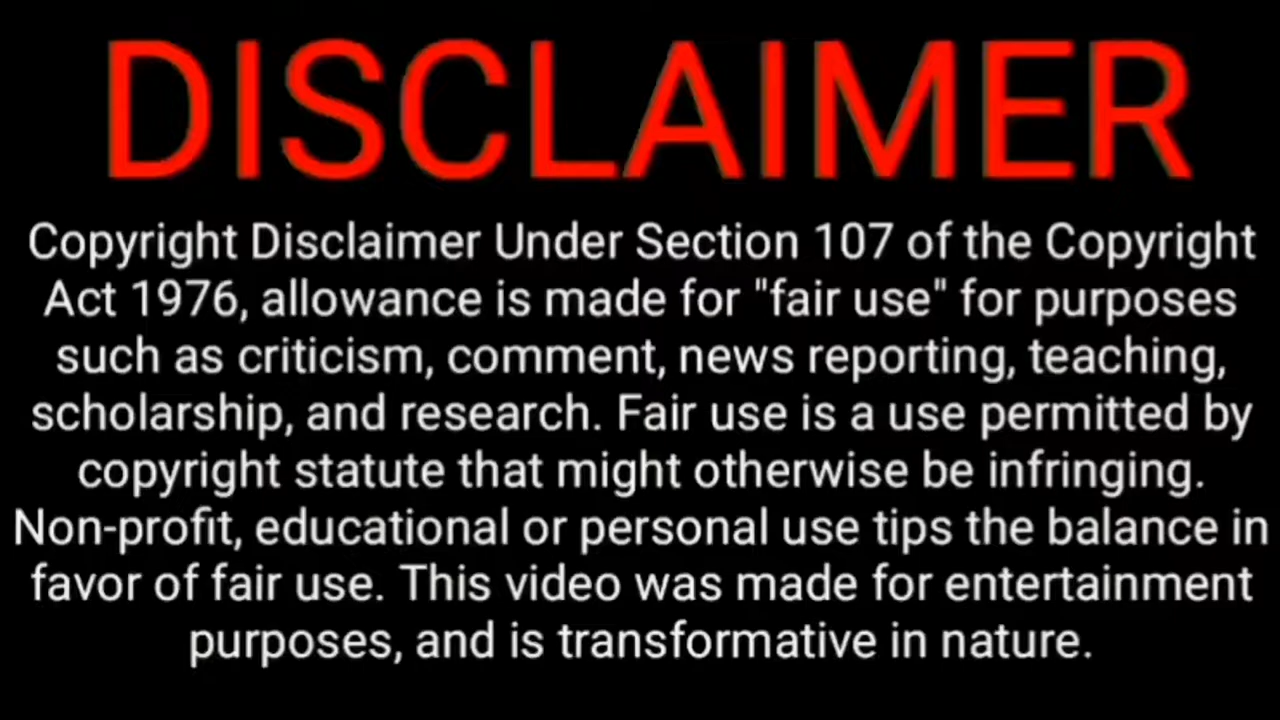 DISCLAIMER
Copyright Disclaimer Under Section 107 of the Copyright
Act 1976, allowance is made for "fair use" for purposes
such as criticism, comment, news reporting, teaching,
scholarship, and research. Fair use is a use permitted by
copyright statute that might otherwise be infringing.
Non-profit, educational or personal use tips the balance in
favor of fair use. This video was made for entertainment
purposes, and is transformative in nature.